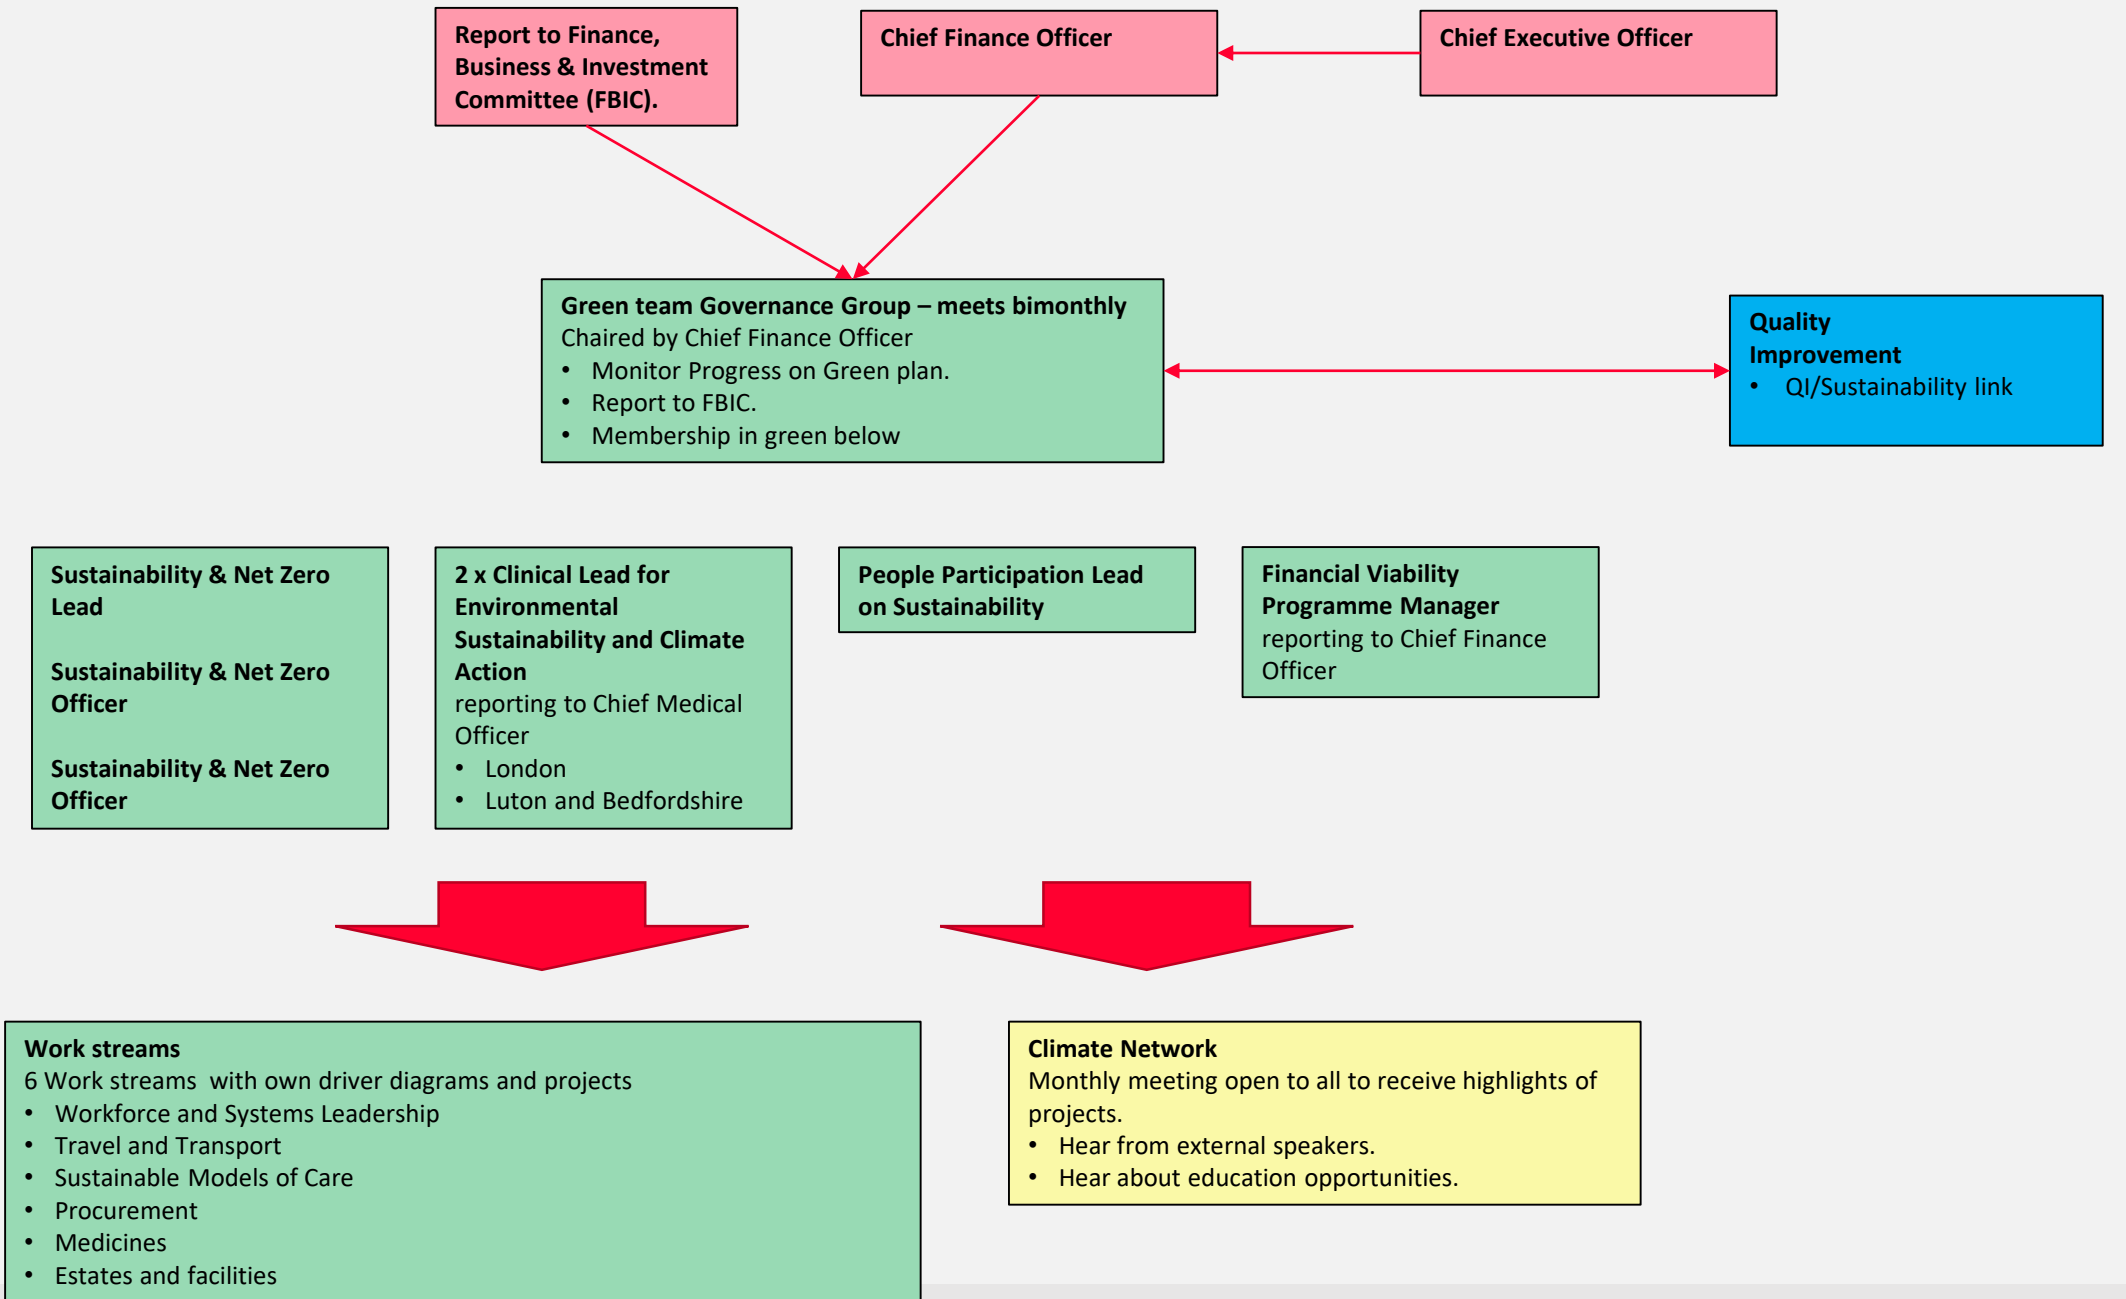 Report to Finance,
Business & Investment
Committee (FBIC).
Chief Finance Officer
Chief Executive Officer
Green team Governance Group – meets bimonthly
Chaired by Chief Finance Officer
• Monitor Progress on Green plan.
• Report to FBIC.
• Membership in green below
Quality
Improvement
• QI/Sustainability link
Sustainability & Net Zero
Lead
Sustainability & Net Zero
Officer
Sustainability & Net Zero
Officer
2 x Clinical Lead for
Environmental
Sustainability and Climate
Action
reporting to Chief Medical
Officer
• London
• Luton and Bedfordshire
People Participation Lead
on Sustainability
Financial Viability
Programme Manager
reporting to Chief Finance
Officer
Work streams
6 Work streams with own driver diagrams and projects
• Workforce and Systems Leadership
• Travel and Transport
• Sustainable Models of Care
• Procurement
• Medicines
• Estates and facilities
Climate Network
Monthly meeting open to all to receive highlights of
projects.
• Hear from external speakers.
• Hear about education opportunities.